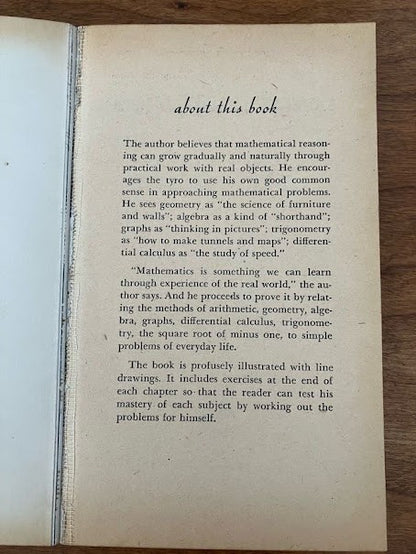 about this book
The author believes that mathematical reason-
ing can grow gradually and naturally through
practical work with real objects. He encour-
ages the tyro to use his own good common
sense in approaching mathematical problems.
He sees geometry as "the science of furniture
and walls"; algebra as a kind of "shorthand";
graphs as "thinking in pictures"; trigonometry
as "how to make tunnels and maps"; differen-
tial calculus as "the study of speed."
"Mathematics is something we can learn
through experience of the real world," the au-
thor says. And he proceeds to prove it by relat-
ing the methods of arithmetic, geometry, alge-
bra, graphs, differential calculus, trigonome-
try, the square root of minus one, to simple
problems of everyday life.
The book is profusely illustrated with line
drawings. It includes exercises at the end of
each chapter so that the reader can test his
mastery of each subject by working out the
problems for himself.